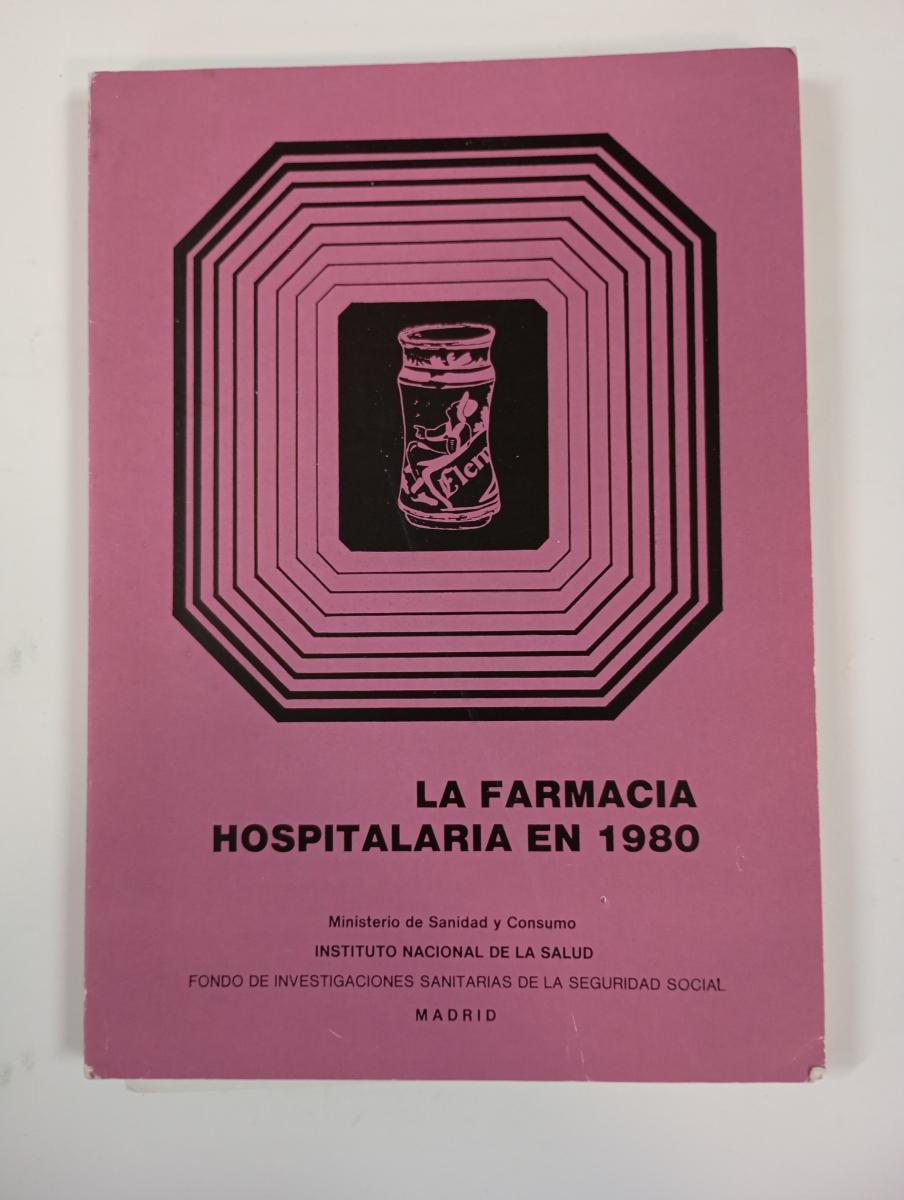 Elem
LA FARMACIA
HOSPITALARIA EN 1980
Ministerio de Sanidad y Consumo
INSTITUTO NACIONAL DE LA SALUD
FONDO DE INVESTIGACIONES SANITARIAS DE LA SEGURIDAD SOCIAL
MADRID